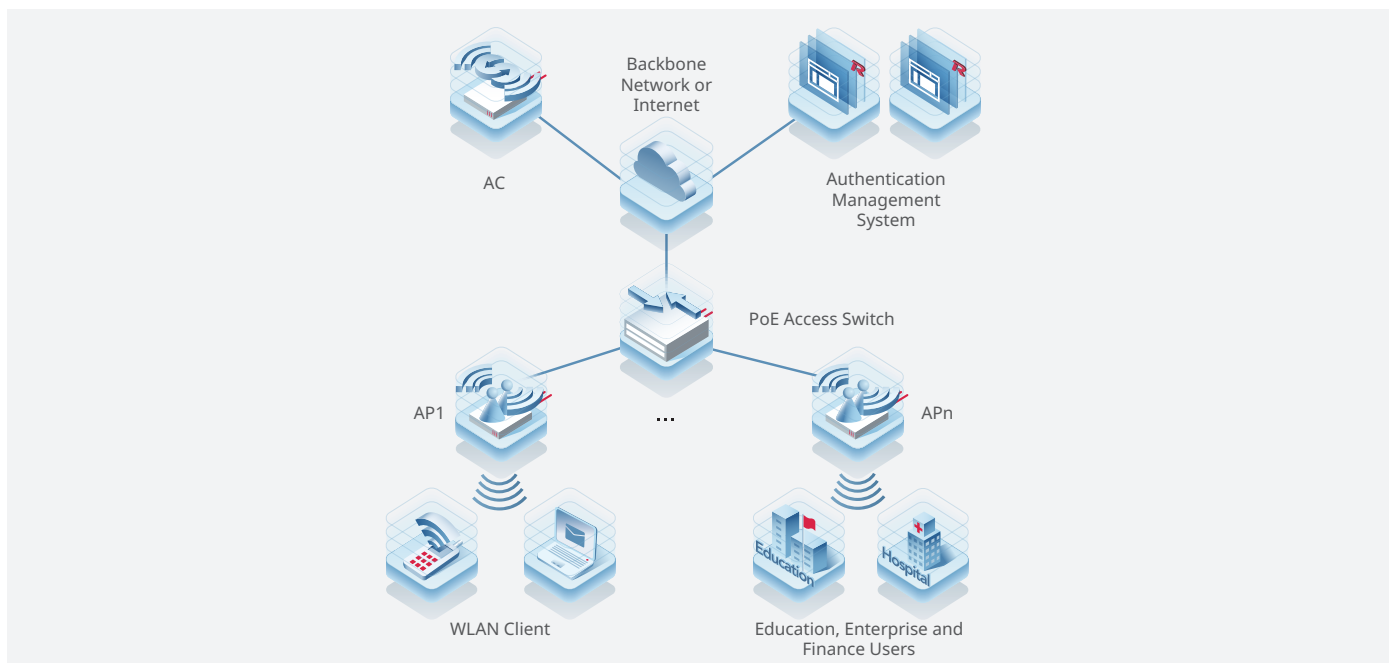 Backbone
Network or
Internet
R
R
AC
Authentication
Management
System
PoE Access Switch
AP1
...
APn
Education
Hospital
WLAN Client
Education, Enterprise and
Finance Users